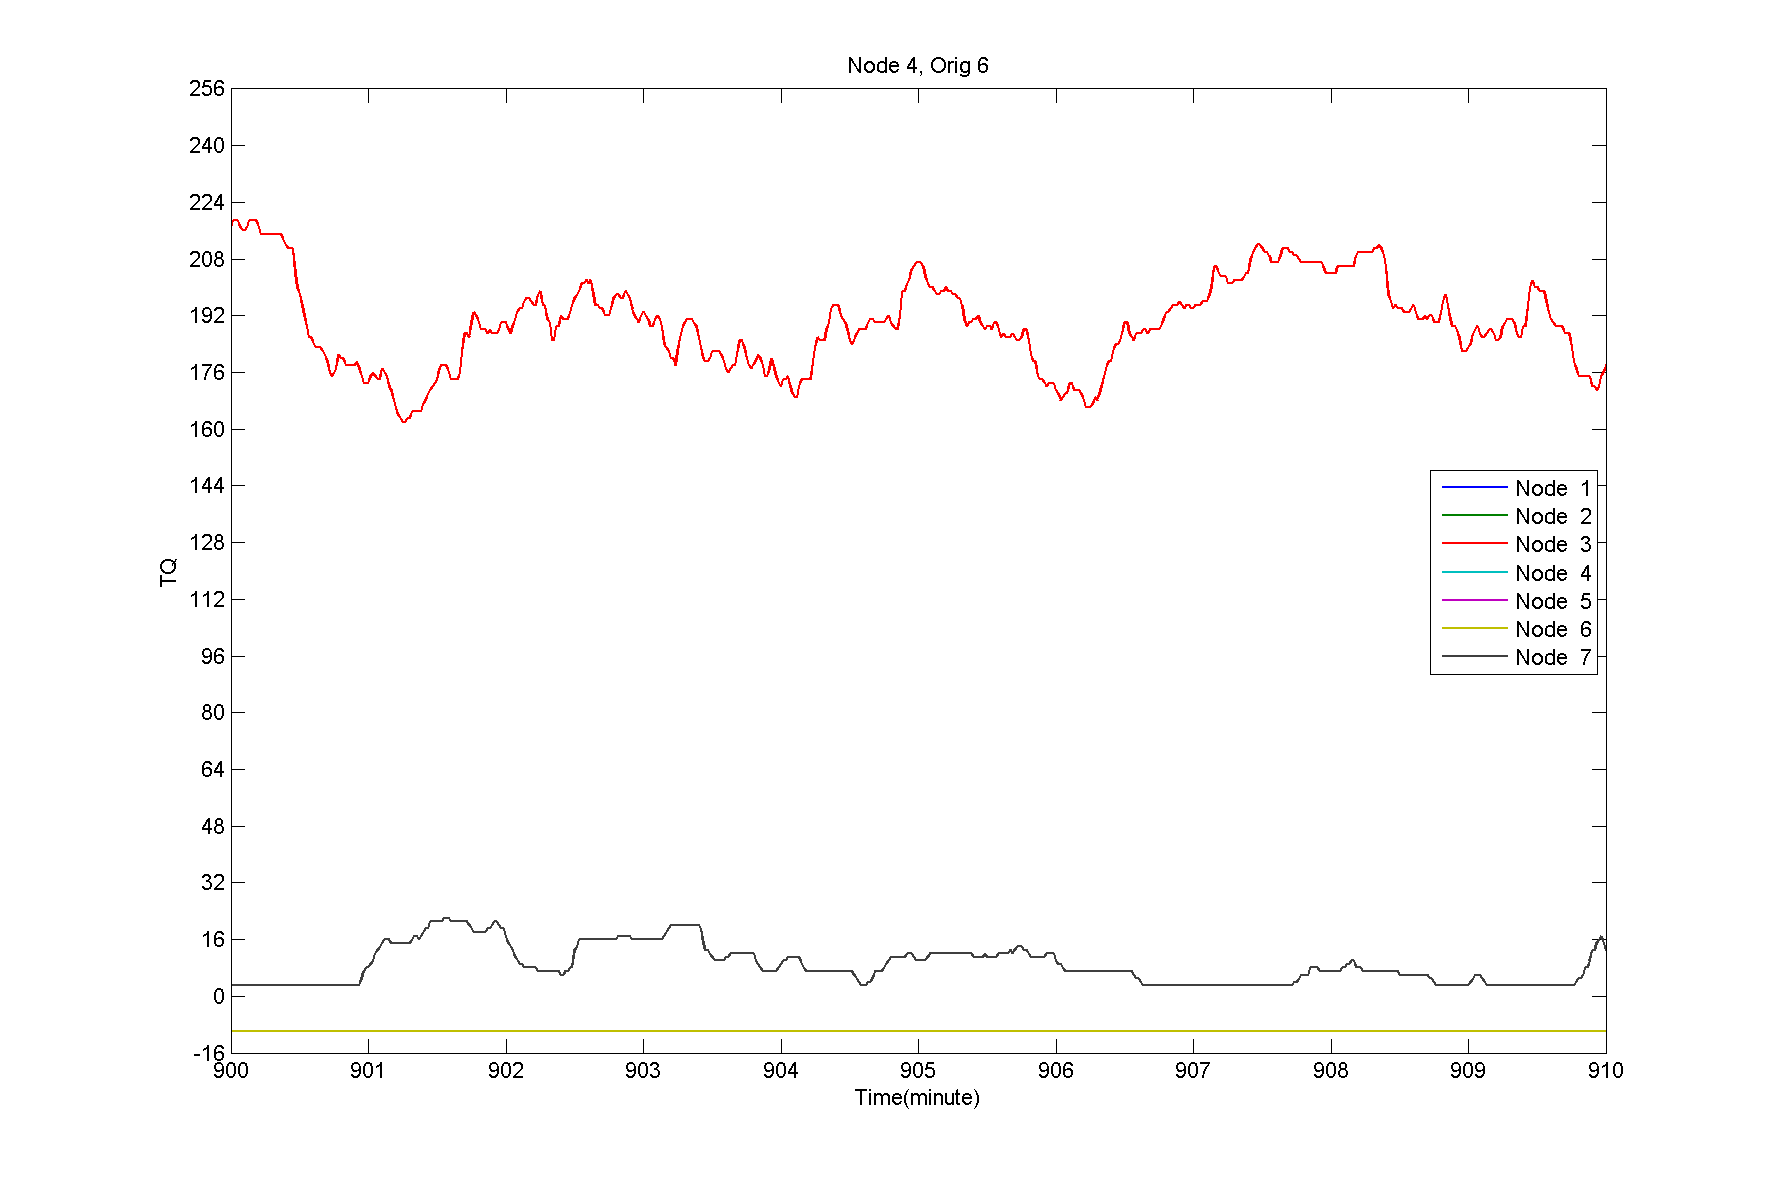 Node 4, Orig 6
256
240
224
208
192
176
160
144
128
112
96
80
64
48
32
16
0
-16
TQ
Node 1
Node 2
Node 3
Node 4
Node 5
Node 6
Node 7
900 901 902 903 904 905 906 907 908 909 910
Time(minute)